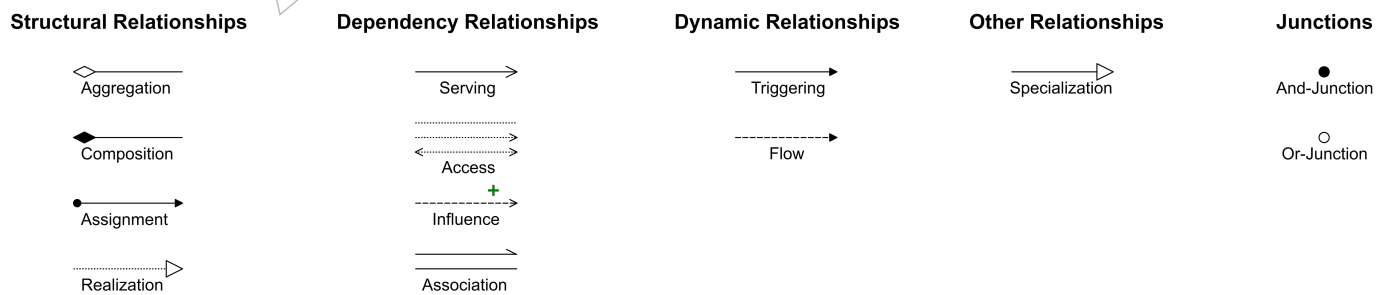 Structural Relationships
Aggregation
Composition
Assignment
Realization
Dependency Relationships
Serving
Access
+
Influence
Association
Dynamic Relationships
Triggering
Flow
Other Relationships
Specialization
Junctions
And-Junction
Or-Junction